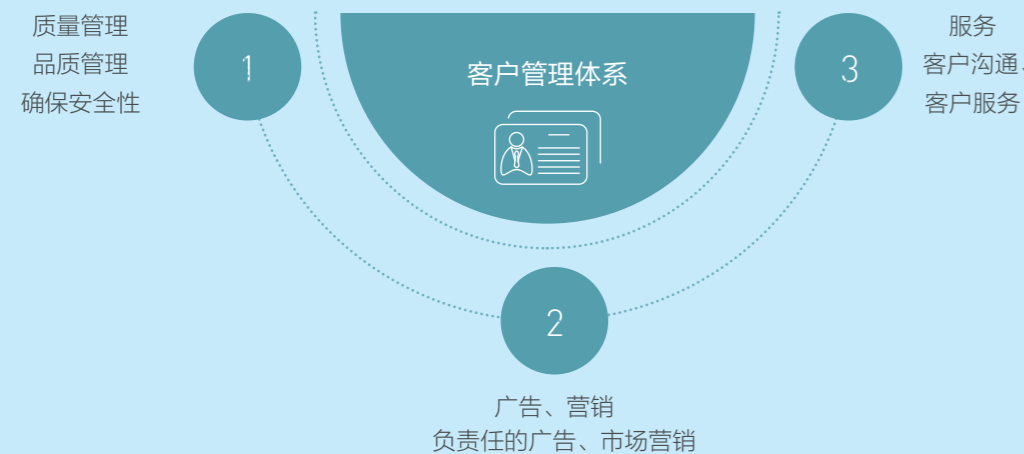 质量管理
品质管理
确保安全性
1
客户管理体系
3
服务
客户沟通、
客户服务
2
广告、营销
负责任的广告、市场营销